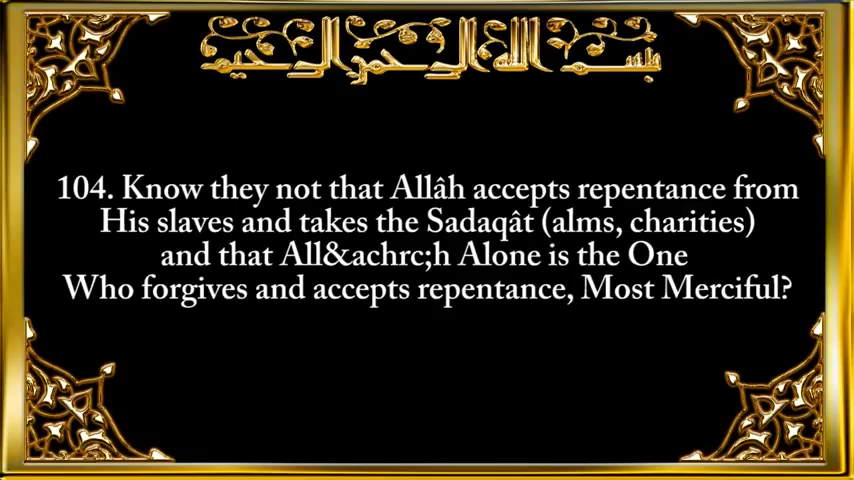 بسم الله الرحمن الرحيم
104. Know they not that Allâh accepts repentance from
His slaves and takes the Sadaqât (alms, charities)
and that All&achrc;h Alone is the One
Who forgives and accepts repentance, Most Merciful?